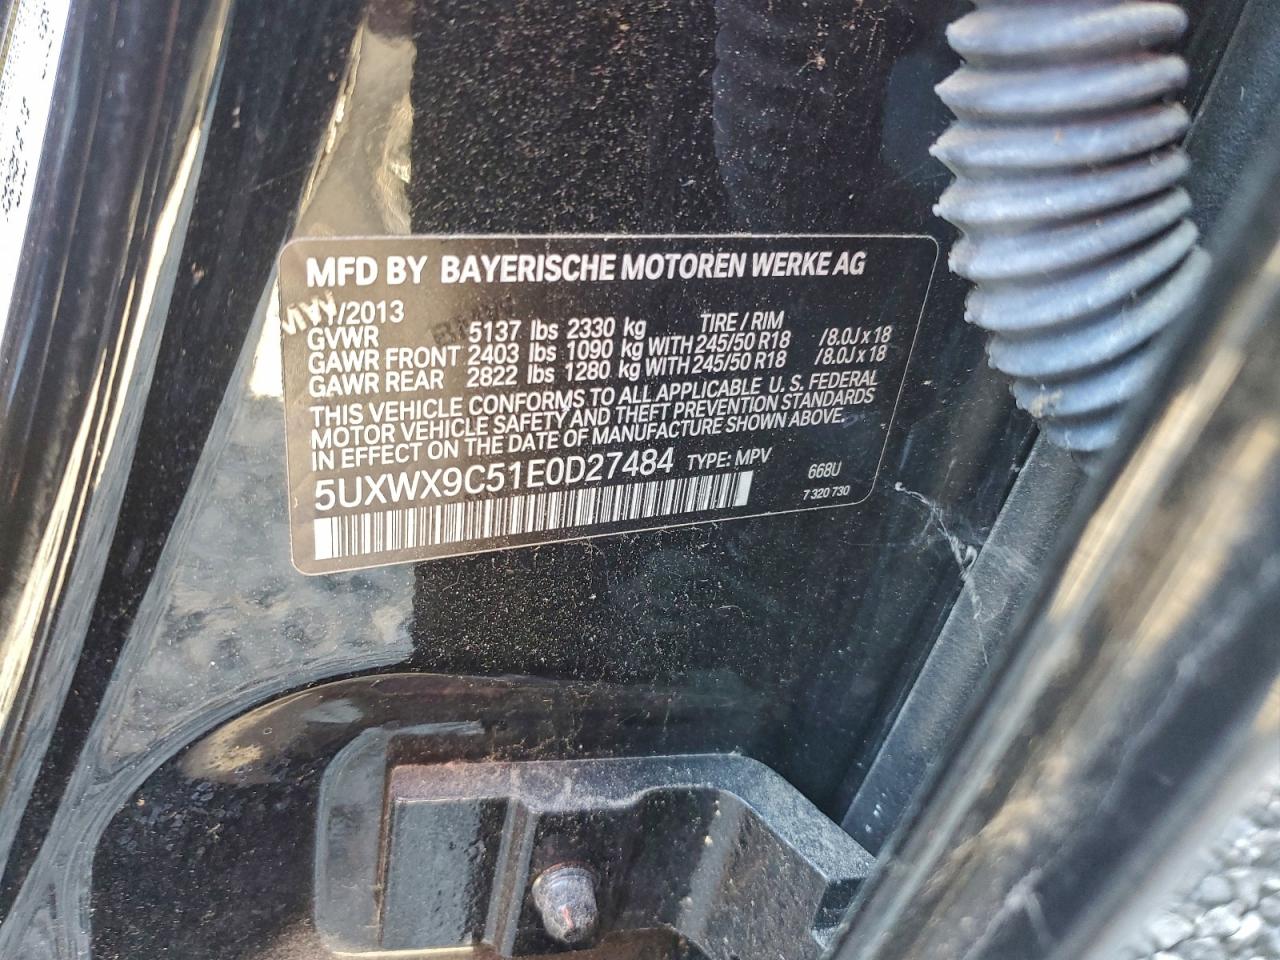 MFD BY BAYERISCHE MOTOREN WERKE AG
/2013
GVWR 5137 lbs 2330 kg TIRE / RIM
GAWR FRONT 2403 lbs 1090 kg WITH 245/50 R18 /8.0J x 18
GAWR REAR 2822 lbs 1280 kg WITH 245/50 R18 /8.0J x 18
THIS VEHICLE CONFORMS TO ALL APPLICABLE U.S. FEDERAL
MOTOR VEHICLE SAFETY AND THEFT PREVENTION STANDARDS
IN EFFECT ON THE DATE OF MANUFACTURE SHOWN ABOVE.
5UXWX9C51E0D27484 TYPE: MPV 668U
7 320 730